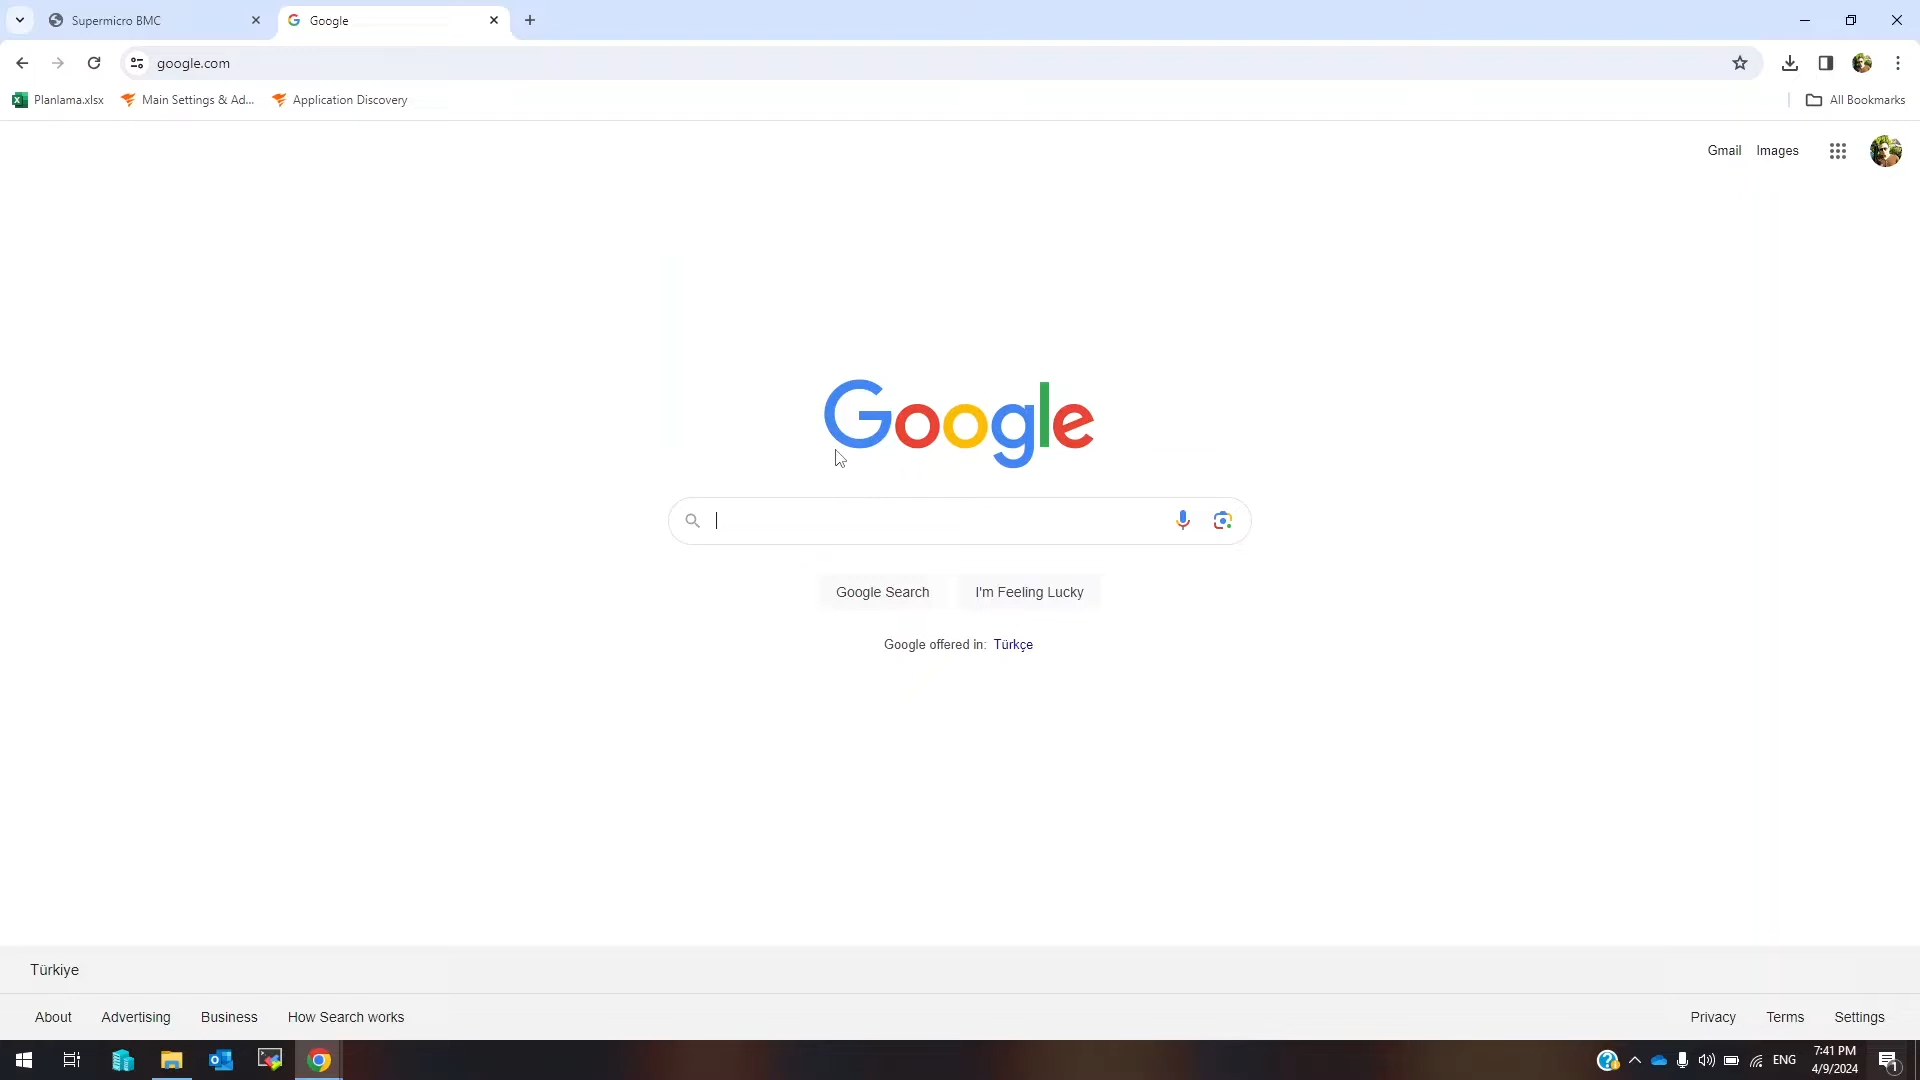 Supermicro BMC
Google
google.com
Planlama.xlsx
Main Settings & Ad...
Application Discovery
All Bookmarks
Gmail
Images
Google
Google Search
I'm Feeling Lucky
Google offered in: Türkçe
Türkiye
About
Advertising
Business
How Search works
Privacy
Terms
Settings
ENG
7:41 PM
4/9/2024
1